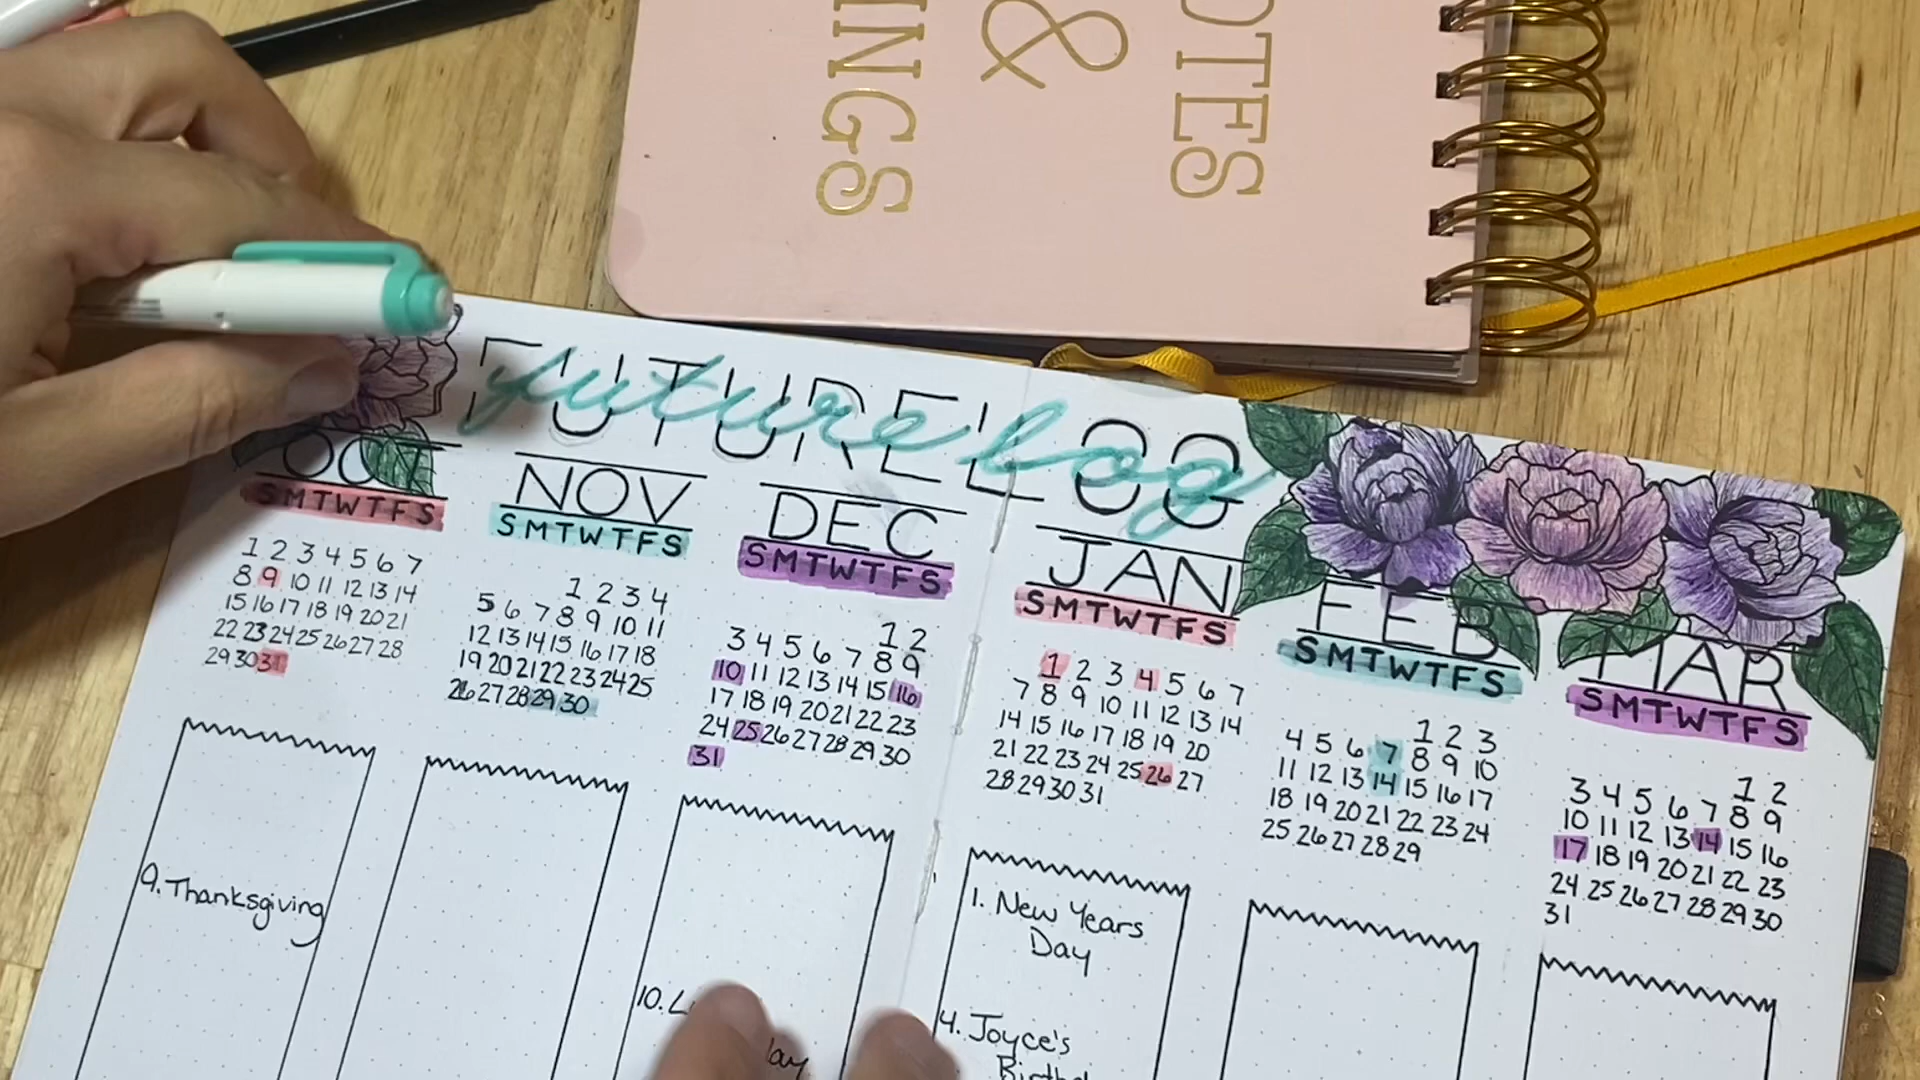 OTES
&
INGS
FUTURE LOG
future log
OCT
S M T W T F S
1 2 3 4 5 6 7
8 9 10 11 12 13 14
15 16 17 18 19 20 21
22 23 24 25 26 27 28
29 30 31
9. Thanksgiving
NOV
S M T W T F S
1 2 3 4
5 6 7 8 9 10 11
12 13 14 15 16 17 18
19 20 21 22 23 24 25
26 27 28 29 30
DEC
S M T W T F S
1 2
3 4 5 6 7 8 9
10 11 12 13 14 15 16
17 18 19 20 21 22 23
24 25 26 27 28 29 30
31
10.
JAN
S M T W T F S
1 2 3 4 5 6 7
7 8 9 10 11 12 13 14
14 15 16 17 18 19 20
21 22 23 24 25 26 27
28 29 30 31
1. New Years
Day
4. Joyce's
FEB
S M T W T F S
1 2 3
4 5 6 7 8 9 10
11 12 13 14 15 16 17
18 19 20 21 22 23 24
25 26 27 28 29
MAR
S M T W T F S
1 2
3 4 5 6 7 8 9
10 11 12 13 14 15 16
17 18 19 20 21 22 23
24 25 26 27 28 29 30
31